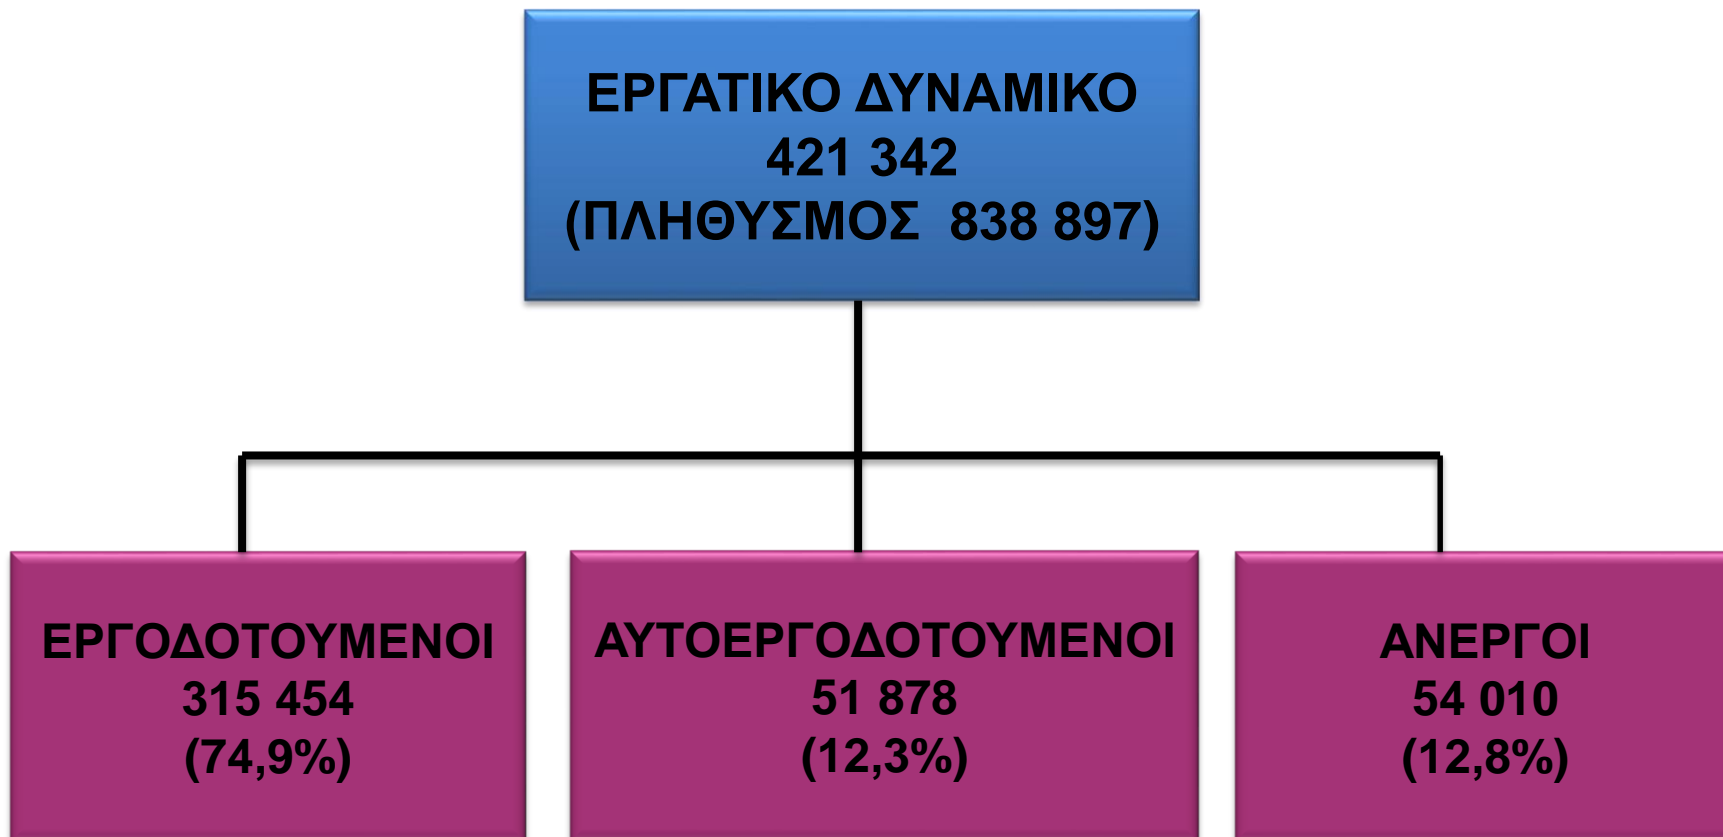 ΕΡΓΑΤΙΚΟ ΔΥΝΑΜΙΚΟ
421 342
(ΠΛΗΘΥΣΜΟΣ  838 897)
ΕΡΓΟΔΟΤΟΥΜΕΝΟΙ
315 454
(74,9%)
ΑΥΤΟΕΡΓΟΔΟΤΟΥΜΕΝΟΙ
51 878
(12,3%)
ΑΝΕΡΓΟΙ
54 010
(12,8%)